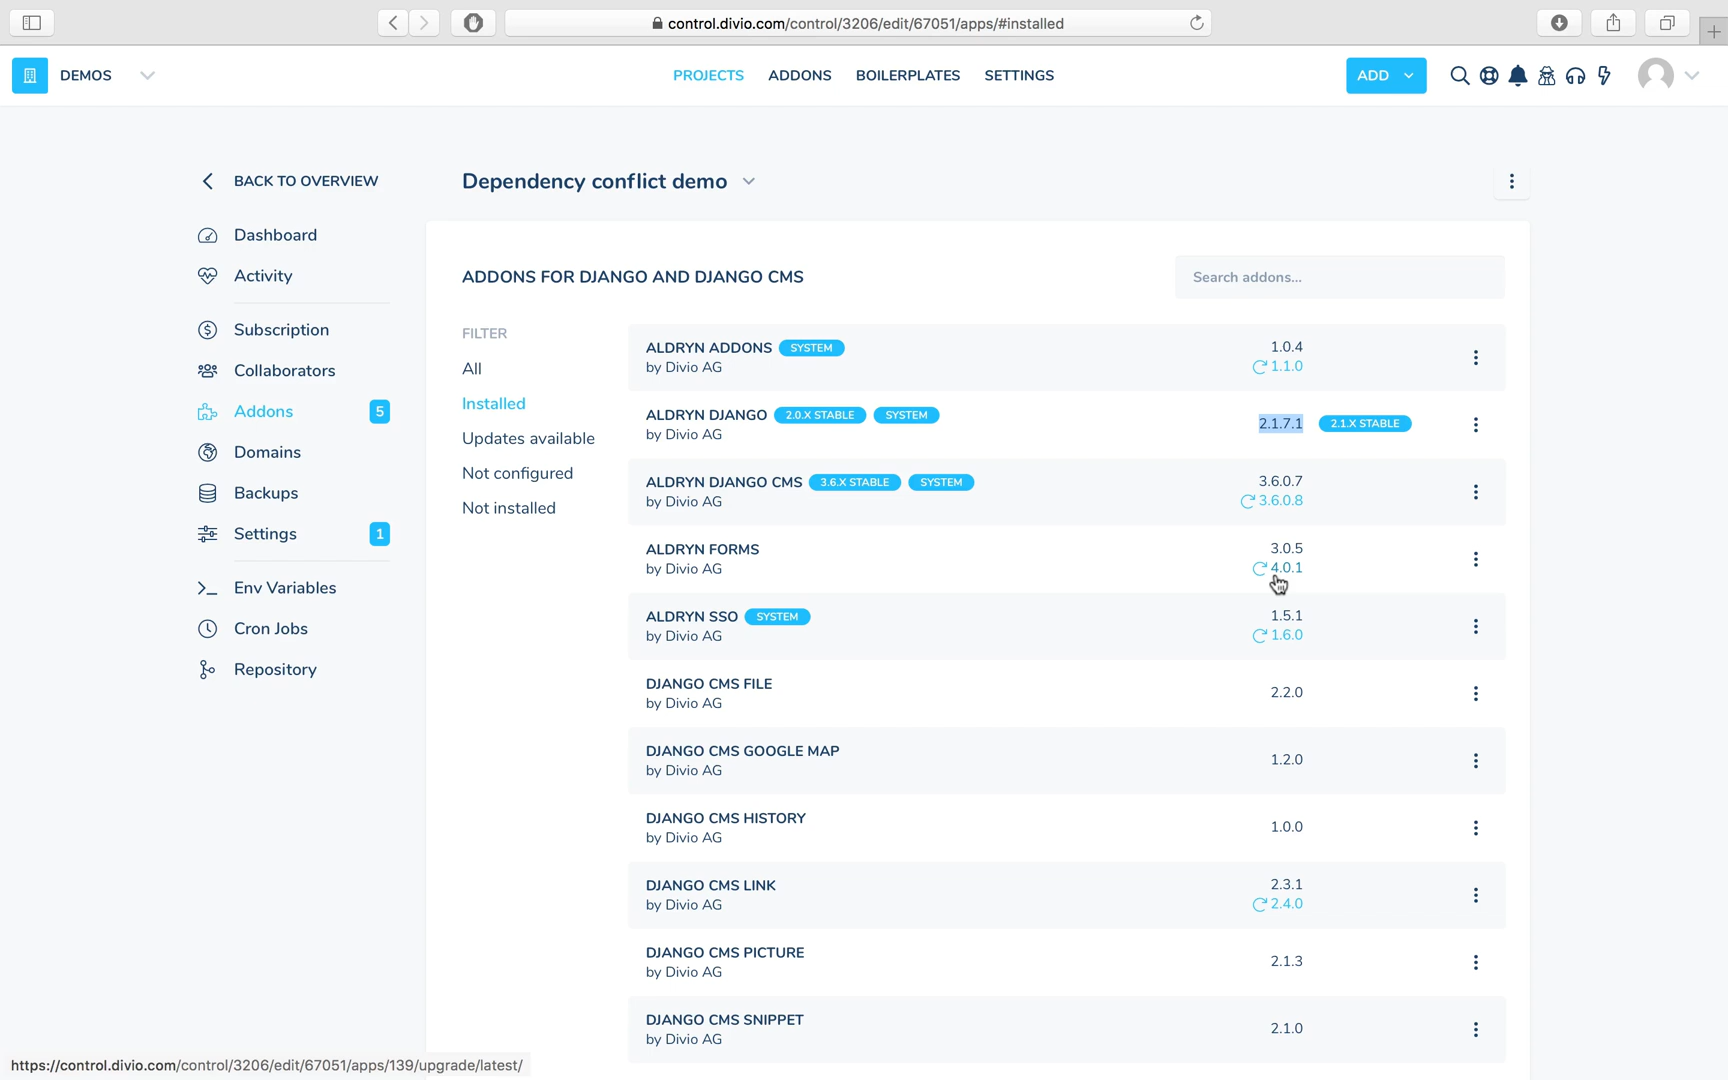 control.divio.com/control/3206/edit/67051/apps/#installed
DEMOS
PROJECTS
ADDONS
BOILERPLATES
SETTINGS
ADD
BACK TO OVERVIEW
Dashboard
Activity
Subscription
Collaborators
Addons
5
Domains
Backups
Settings
1
Env Variables
Cron Jobs
Repository
Dependency conflict demo
ADDONS FOR DJANGO AND DJANGO CMS
Search addons...
FILTER
All
Installed
Updates available
Not configured
Not installed
ALDRYN ADDONS SYSTEM
by Divio AG
1.0.4
1.1.0
ALDRYN DJANGO 2.0.X STABLE SYSTEM
by Divio AG
2.1.7.1 2.1.X STABLE
ALDRYN DJANGO CMS 3.6.X STABLE SYSTEM
by Divio AG
3.6.0.7
3.6.0.8
ALDRYN FORMS
by Divio AG
3.0.5
4.0.1
ALDRYN SSO SYSTEM
by Divio AG
1.5.1
1.6.0
DJANGO CMS FILE
by Divio AG
2.2.0
DJANGO CMS GOOGLE MAP
by Divio AG
1.2.0
DJANGO CMS HISTORY
by Divio AG
1.0.0
DJANGO CMS LINK
by Divio AG
2.3.1
2.4.0
DJANGO CMS PICTURE
by Divio AG
2.1.3
DJANGO CMS SNIPPET
by Divio AG
2.1.0
https://control.divio.com/control/3206/edit/67051/apps/139/upgrade/latest/